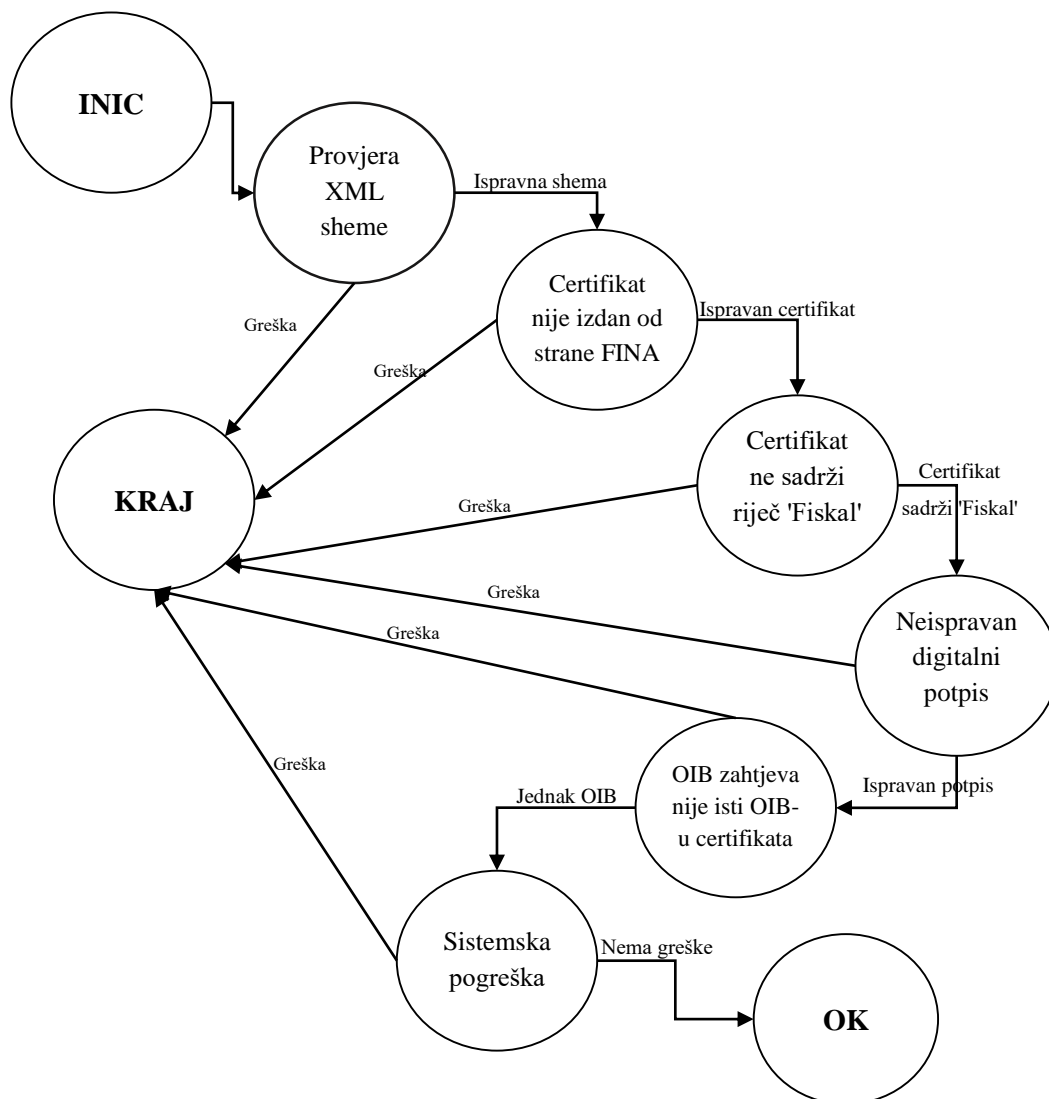 INIC
Provjera
XML
sheme
Ispravna shema
Certifikat
nije izdan od
strane FINA
Ispravan certifikat
Greška
Greška
Certifikat
ne sadrži
riječ 'Fiskal'
Certifikat
sadrži 'Fiskal'
KRAJ
Greška
Greška
Neispravan
digitalni
potpis
Greška
Ispravan potpis
OIB zahtjeva
nije isti OIB-
u certifikata
Jednak OIB
Greška
Sistemska
pogreška
Nema greške
OK